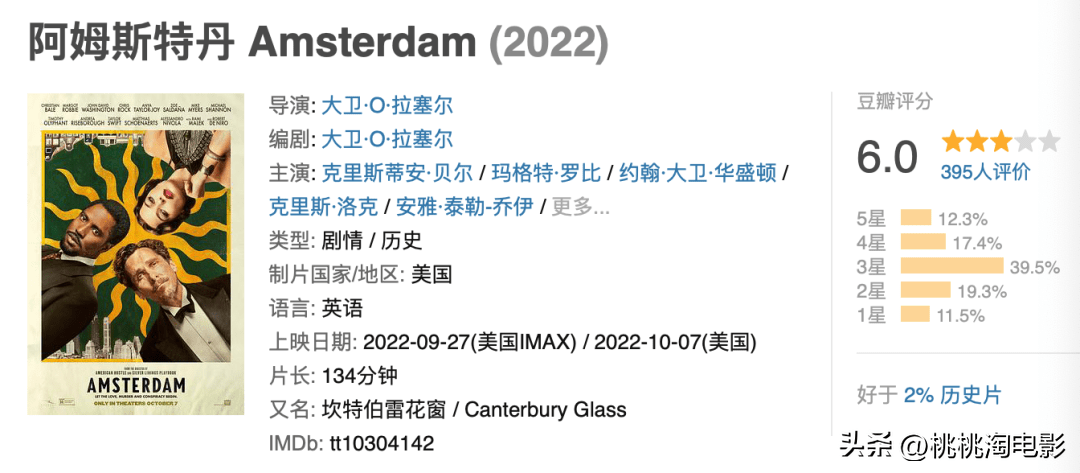 阿姆斯特丹 Amsterdam (2022)
CHRISTIAN BALE MARGOT ROBBIE JOHN DAVID WASHINGTON CHRIS ROCK ANYA TAYLOR-JOY ZOE SALDAÑA MIKE MYERS MICHAEL SHANNON
TIMOTHY OLYPHANT ANDREA RISEBOROUGH TAYLOR SWIFT MATTHIAS SCHOENAERTS ALESSANDRO NIVOLA WITH RAMI MALEK AND ROBERT DE NIRO
AMSTERDAM
LET THE LOVE, MURDER AND CONSPIRACY BEGIN.
ONLY IN THEATERS OCTOBER 7
导演: 大卫·O·拉塞尔
编剧: 大卫·O·拉塞尔
主演: 克里斯蒂安·贝尔 / 玛格特·罗比 / 约翰·大卫·华盛顿 /
克里斯·洛克 / 安雅·泰勒-乔伊 / 更多...
类型: 剧情 / 历史
制片国家/地区: 美国
语言: 英语
上映日期: 2022-09-27(美国IMAX) / 2022-10-07(美国)
片长: 134分钟
又名: 坎特伯雷花窗 / Canterbury Glass
IMDb: tt10304142
豆瓣评分
6.0
395人评价
5星 12.3%
4星 17.4%
3星 39.5%
2星 19.3%
1星 11.5%
好于 2% 历史片
头条 @桃桃淘电影